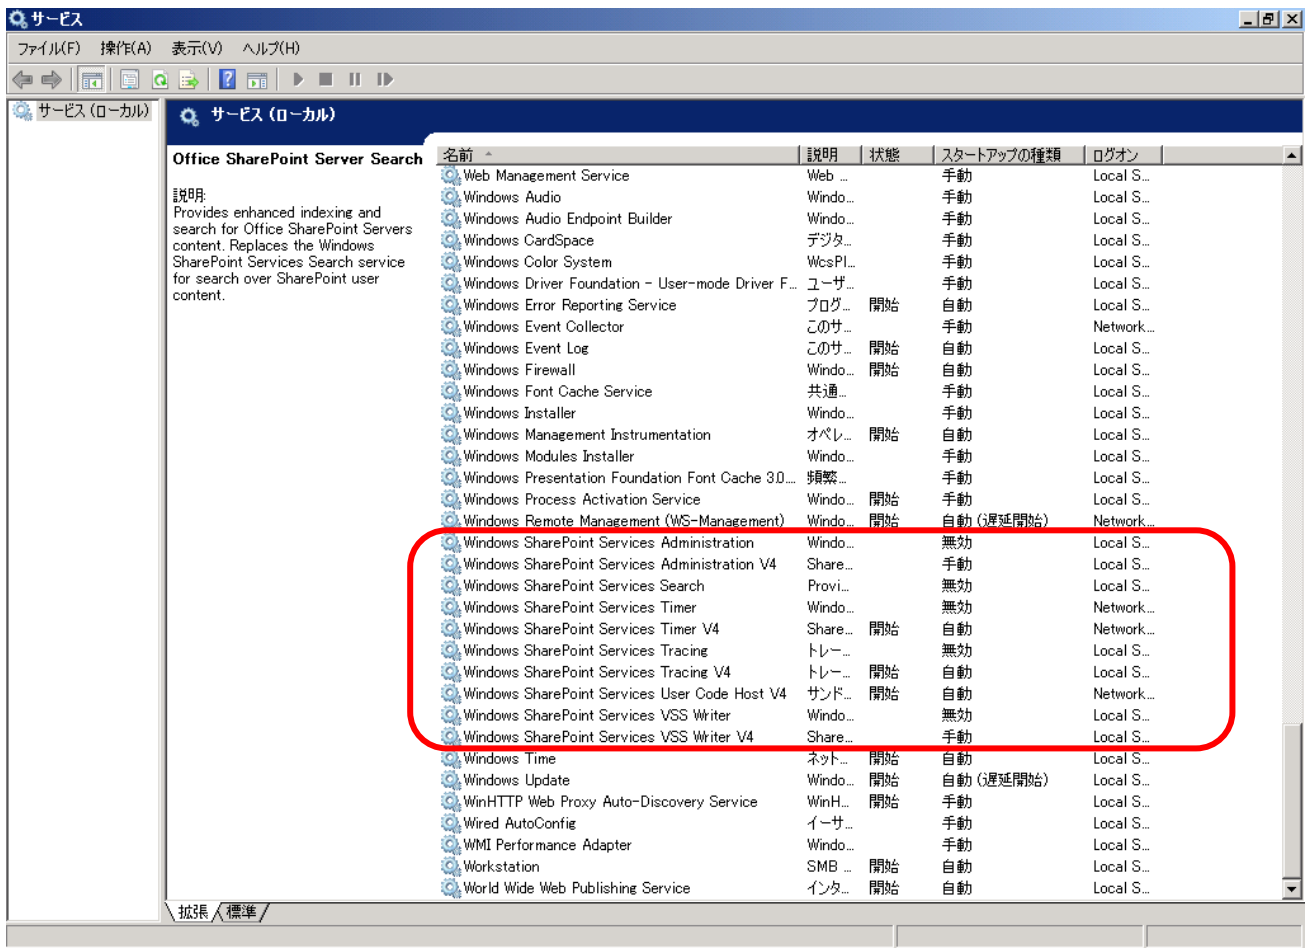 サービス
ファイル(F) 操作(A) 表示(V) ヘルプ(H)
サービス (ローカル)
サービス (ローカル)
Office SharePoint Server Search
説明:
Provides enhanced indexing and
search for Office SharePoint Servers
content. Replaces the Windows
SharePoint Services Search service
for search over SharePoint user
content.
名前 説明 状態 スタートアップの種類 ログオン
Web Management Service Web ... 手動 Local S...
Windows Audio Windo... 手動 Local S...
Windows Audio Endpoint Builder Windo... 手動 Local S...
Windows CardSpace デジタ... 手動 Local S...
Windows Color System WcsPl... 手動 Local S...
Windows Driver Foundation - User-mode Driver F... ユーザ... 手動 Local S...
Windows Error Reporting Service プログ... 開始 自動 Local S...
Windows Event Collector このサ... 手動 Network...
Windows Event Log このサ... 開始 自動 Local S...
Windows Firewall Windo... 開始 自動 Local S...
Windows Font Cache Service 共通... 手動 Local S...
Windows Installer Windo... 手動 Local S...
Windows Management Instrumentation オペレ... 開始 自動 Local S...
Windows Modules Installer Windo... 手動 Local S...
Windows Presentation Foundation Font Cache 3.0.... 頻繁... 手動 Local S...
Windows Process Activation Service Windo... 開始 手動 Local S...
Windows Remote Management (WS-Management) Windo... 開始 自動 (遅延開始) Network...
Windows SharePoint Services Administration Windo... 無効 Local S...
Windows SharePoint Services Administration V4 Share... 手動 Local S...
Windows SharePoint Services Search Provi... 無効 Local S...
Windows SharePoint Services Timer Windo... 無効 Network...
Windows SharePoint Services Timer V4 Share... 開始 自動 Network...
Windows SharePoint Services Tracing トレー... 無効 Local S...
Windows SharePoint Services Tracing V4 トレー... 開始 自動 Local S...
Windows SharePoint Services User Code Host V4 サンド... 開始 自動 Network...
Windows SharePoint Services VSS Writer Windo... 無効 Local S...
Windows SharePoint Services VSS Writer V4 Share... 手動 Local S...
Windows Time ネット... 開始 自動 Local S...
Windows Update Windo... 開始 自動 (遅延開始) Local S...
WinHTTP Web Proxy Auto-Discovery Service WinH... 開始 手動 Local S...
Wired AutoConfig イーサ... 手動 Local S...
WMI Performance Adapter Windo... 手動 Local S...
Workstation SMB ... 開始 自動 Local S...
World Wide Web Publishing Service インタ... 開始 自動 Local S...
拡張 標準